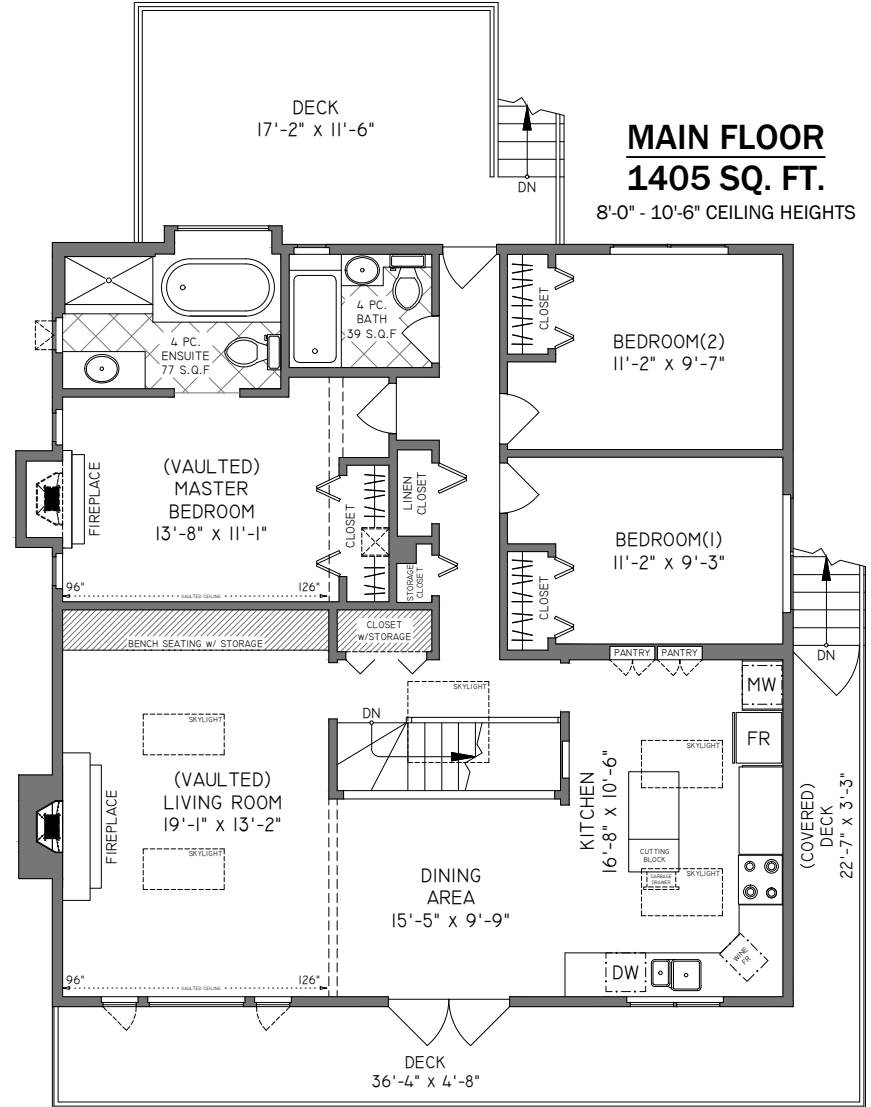 DECK
17'-2" X 11'-6"
DN
MAIN FLOOR
1405 SQ. FT.
8'-0" - 10'-6" CEILING HEIGHTS
4 PC.
ENSUITE
77 S.Q.F
4 PC.
BATH
39 S.Q.F
CLOSET
BEDROOM(2)
11'-2" X 9'-7"
FIREPLACE
(VAULTED)
MASTER
BEDROOM
13'-8" X 11'-1"
96"
VAULTED CEILING
126"
CLOSET
LINEN
CLOSET
STORAGE
CLOSET
BEDROOM(1)
11'-2" X 9'-3"
CLOSET
DN
BENCH SEATING W/ STORAGE
CLOSET
W/STORAGE
PANTRY
PANTRY
MW
FR
SKYLIGHT
SKYLIGHT
SKYLIGHT
DN
(VAULTED)
LIVING ROOM
19'-1" X 13'-2"
FIREPLACE
SKYLIGHT
96"
VAULTED CEILING
126"
DINING
AREA
15'-5" X 9'-9"
KITCHEN
16'-8" X 10'-6"
CUTTING
BLOCK
GARBAGE
DRAWER
SKYLIGHT
WINE
FR
DW
(COVERED)
DECK
22'-7" X 3'-3"
DECK
36'-4" X 4'-8"